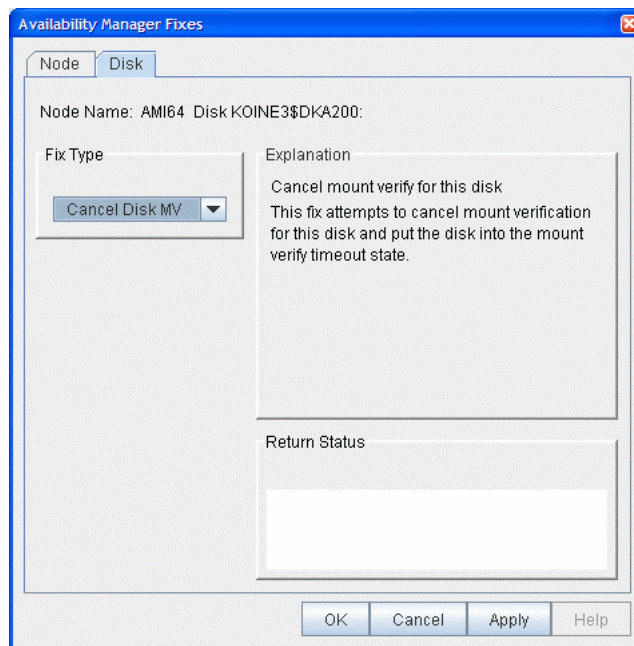 Availability Manager Fixes
Node
Disk
Node Name: AMI64 Disk KOINE3$DKA200:
Fix Type
Cancel Disk MV
Explanation
Cancel mount verify for this disk
This fix attempts to cancel mount verification
for this disk and put the disk into the mount
verify timeout state.
Return Status
OK
Cancel
Apply
Help